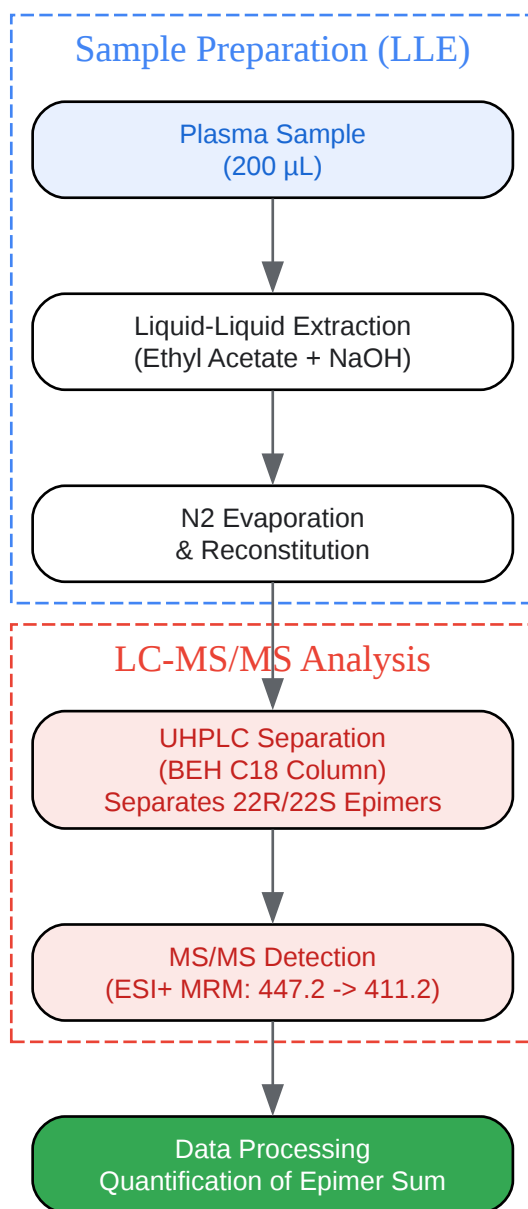 Sample Preparation (LLE)
Plasma Sample
(200 µL)
Liquid-Liquid Extraction
(Ethyl Acetate + NaOH)
N2 Evaporation
& Reconstitution
LC-MS/MS Analysis
UHPLC Separation
(BEH C18 Column)
Separates 22R/22S Epimers
MS/MS Detection
(ESI+ MRM: 447.2 -> 411.2)
Data Processing
Quantification of Epimer Sum